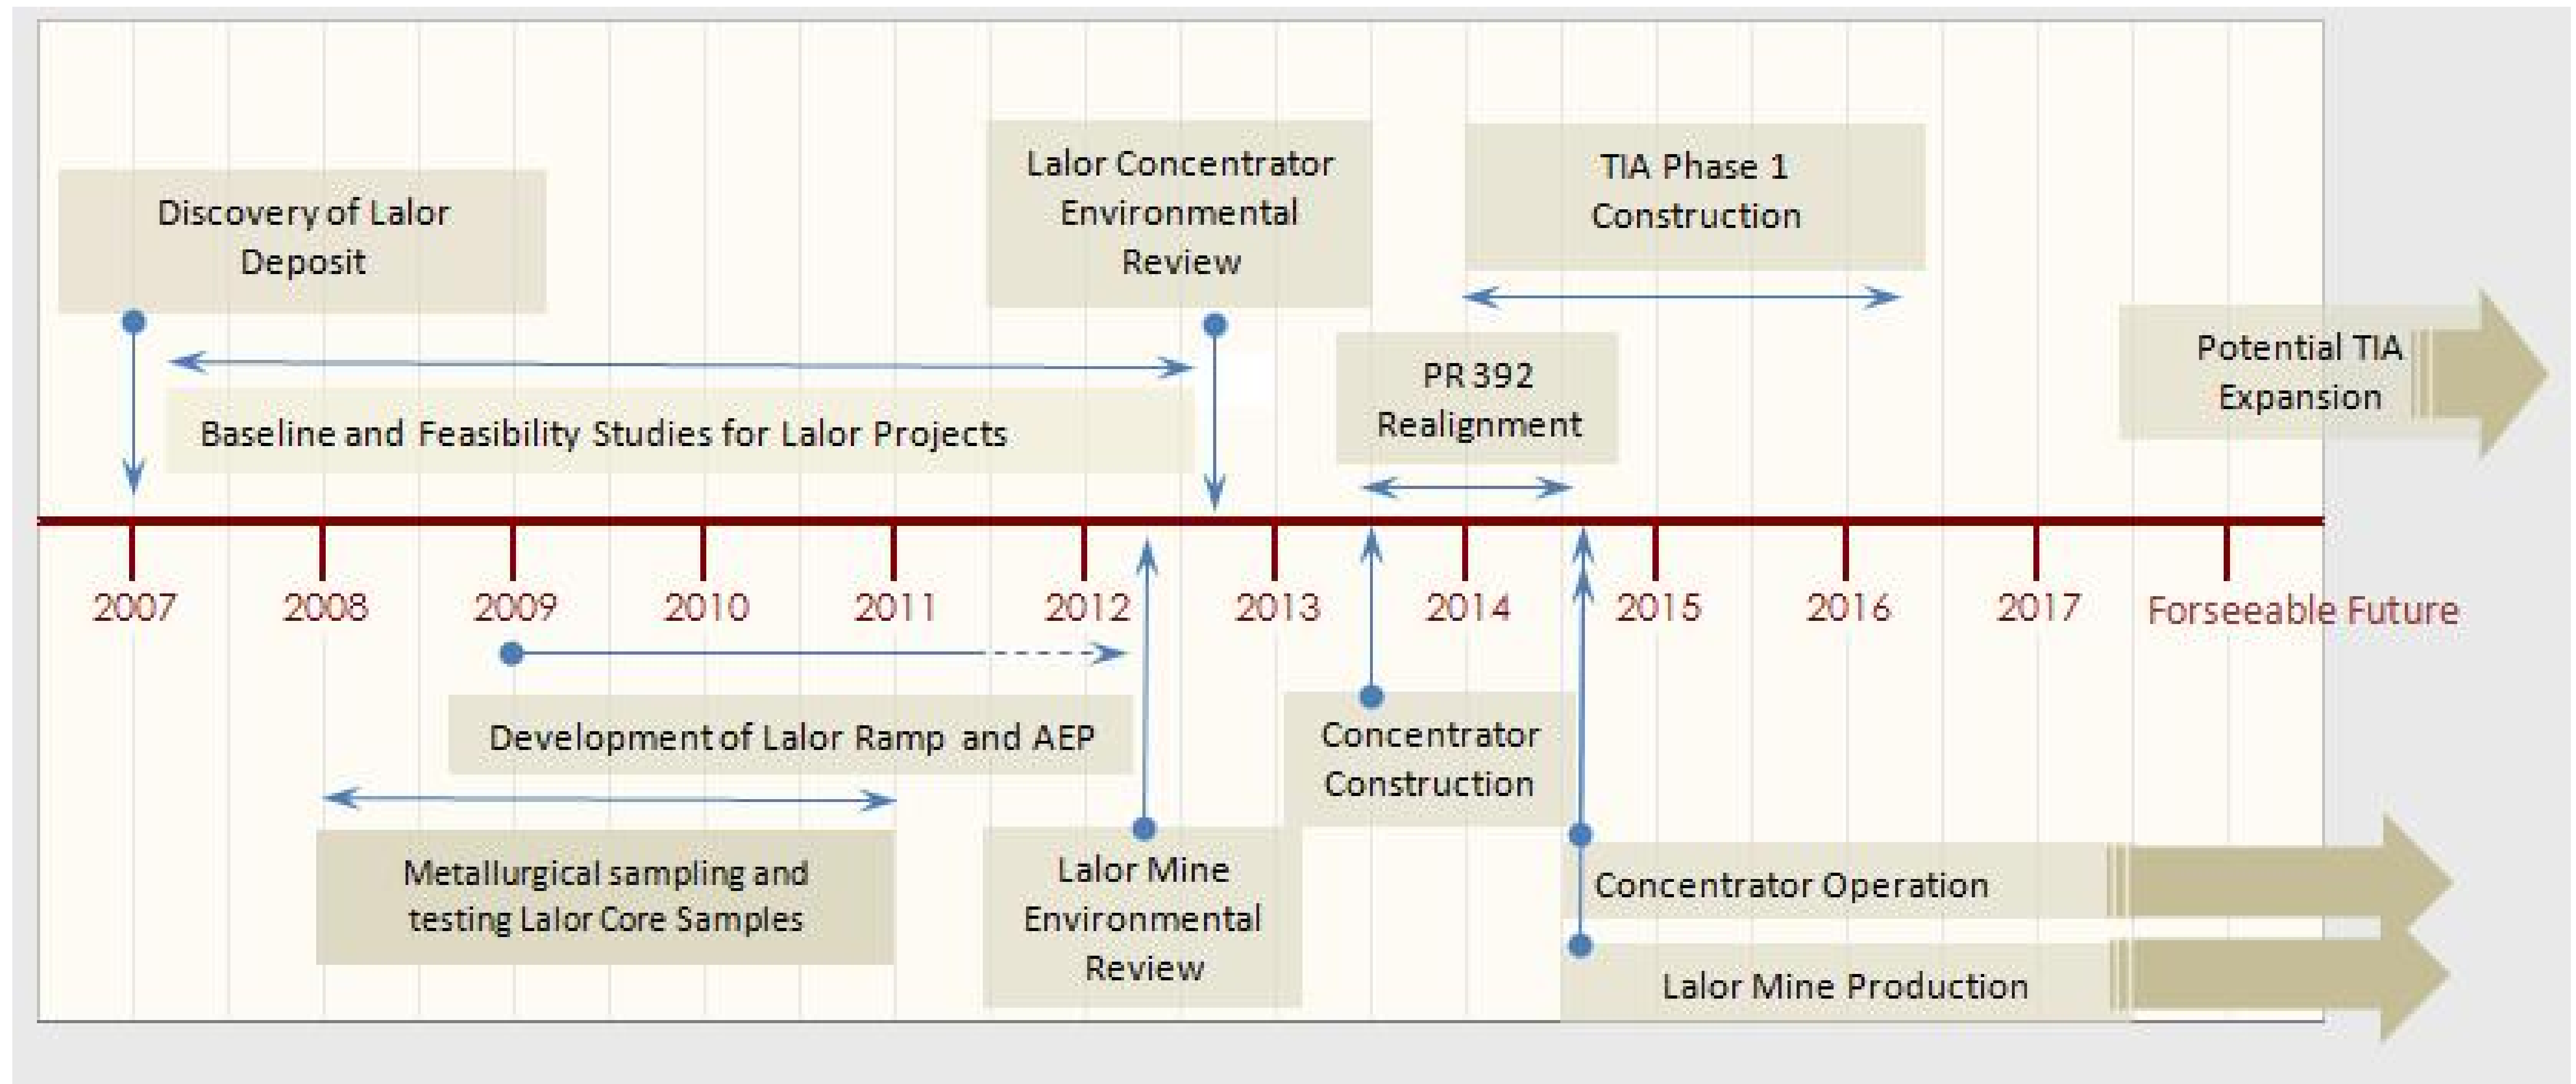 Discovery of Lalor
Deposit
Lalor Concentrator
Environmental
Review
TIA Phase 1
Construction
Baseline and Feasibility Studies for Lalor Projects
PR 392
Realignment
Potential TIA
Expansion
2007 2008 2009 2010 2011 2012 2013 2014 2015 2016 2017 Forseeable Future
Development of Lalor Ramp and AEP
Concentrator
Construction
Metallurgical sampling and
testing Lalor Core Samples
Lalor Mine
Environmental
Review
Concentrator Operation
Lalor Mine Production